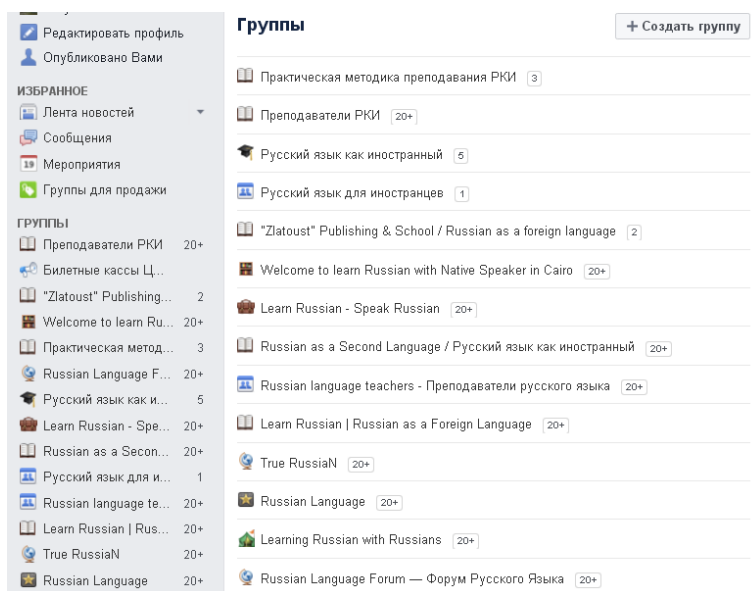 Редактировать профиль
Опубликовано Вами
ИЗБРАННОЕ
Лента новостей
Сообщения
19 Мероприятия
Группы для продажи
ГРУППЫ
Преподаватели РКИ 20+
Билетные кассы Ц...
"Zlatoust" Publishing... 2
Welcome to learn Ru... 20+
Практическая метод... 3
Russian Language F... 20+
Русский язык как и... 5
Learn Russian - Spe... 20+
Russian as a Secon... 20+
Русский язык для и... 1
Russian language te... 20+
Learn Russian | Rus... 20+
True RussiaN 20+
Russian Language 20+
Группы
+ Создать группу
Практическая методика преподавания РКИ 3
Преподаватели РКИ 20+
Русский язык как иностранный 5
Русский язык для иностранцев 1
"Zlatoust" Publishing & School / Russian as a foreign language 2
Welcome to learn Russian with Native Speaker in Cairo 20+
Learn Russian - Speak Russian 20+
Russian as a Second Language / Русский язык как иностранный 20+
Russian language teachers - Преподаватели русского языка 20+
Learn Russian | Russian as a Foreign Language 20+
True RussiaN 20+
Russian Language 20+
Learning Russian with Russians 20+
Russian Language Forum — Форум Русского Языка 20+